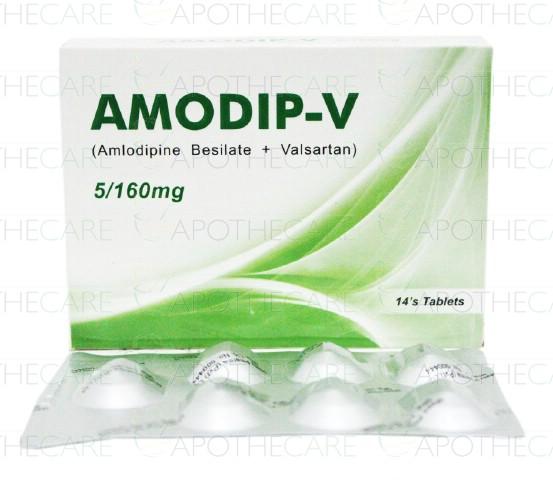 AMODIP-V
(Amlodipine Besilate + Valsartan)
5/160mg
14's Tablets
APOTHECARE